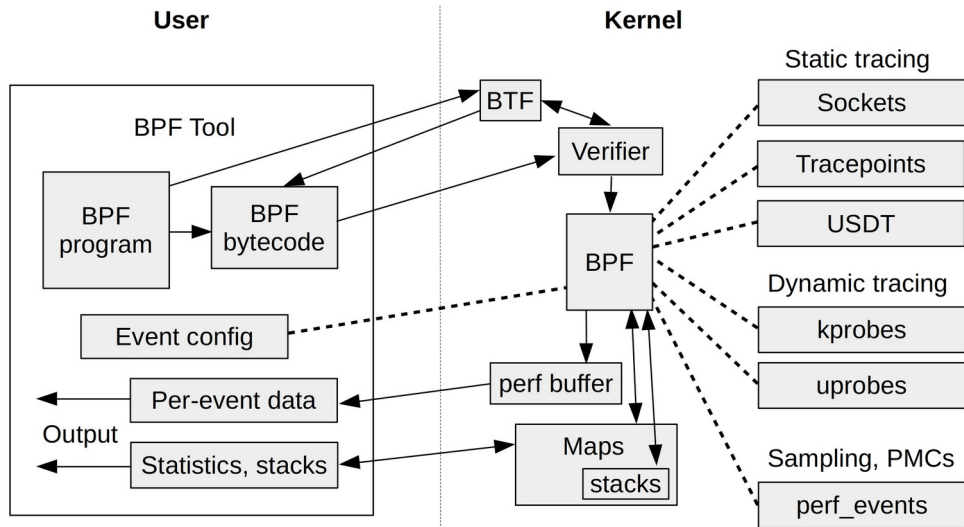 User
Kernel
Static tracing
Sockets
BTF
BPF Tool
Verifier
Tracepoints
BPF
program
BPF
bytecode
USDT
BPF
Dynamic tracing
Event config
kprobes
perf buffer
uprobes
Per-event data
Output
Maps
Statistics, stacks
stacks
Sampling, PMCs
perf_events